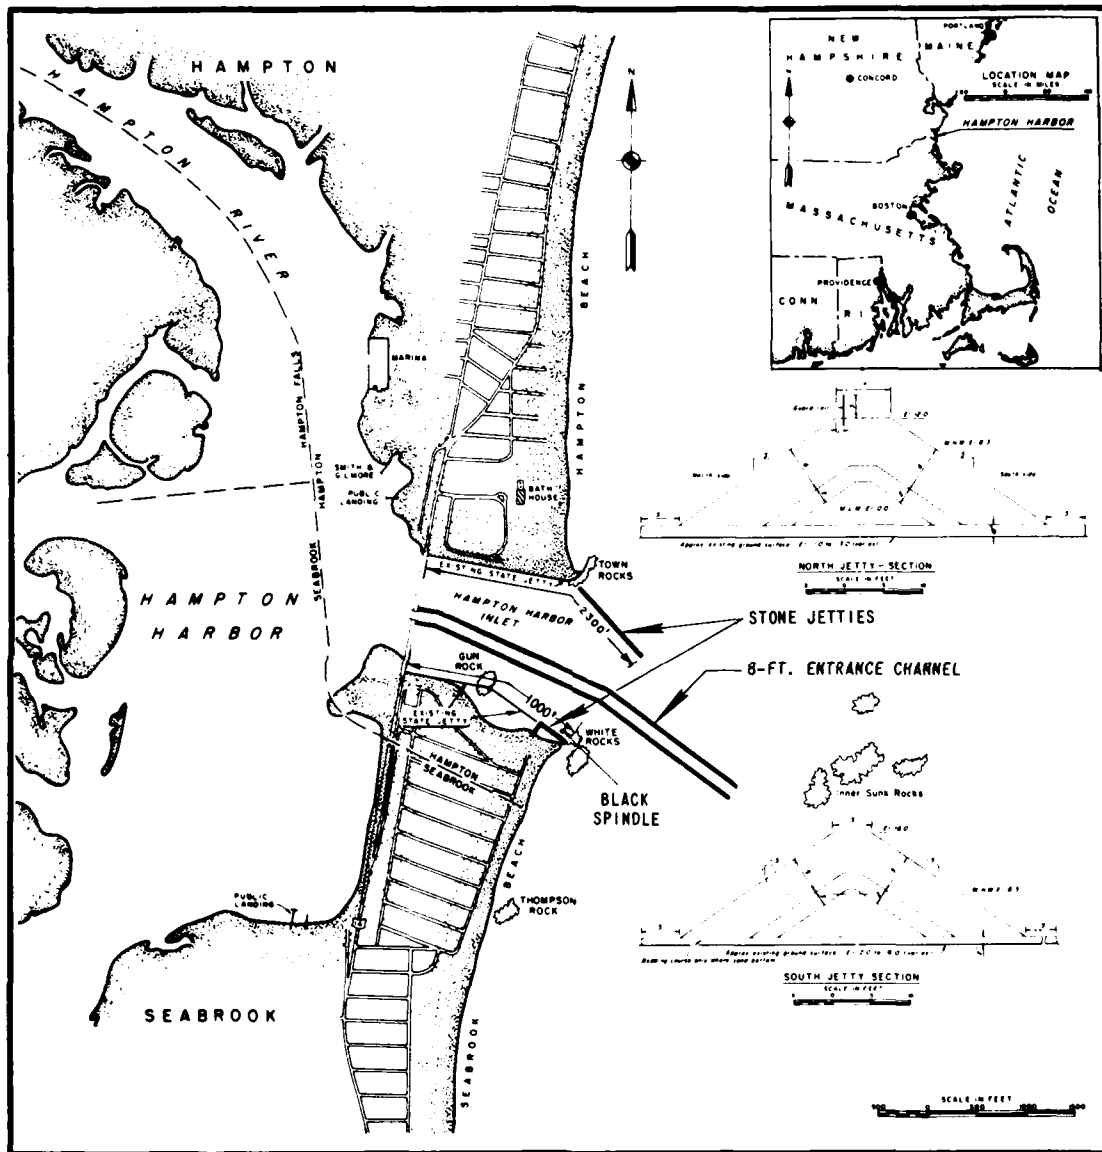 HAMPTON
HAMPTON RIVER
N
HAMPTON BEACH
MARINA
HAMPTON FALLS
HAMPTON
SEABROOK
SMITH &
GILMORE
PUBLIC
LANDING
BATH
HOUSE
EXISTING STATE JETTY
TOWN
ROCKS
HAMPTON HARBOR
INLET
2300'
HAMPTON
HARBOR
STONE JETTIES
8-FT. ENTRANCE CHANNEL
GUN
ROCK
1000'
EXISTING
STATE JETTY
WHITE
ROCKS
HAMPTON
SEABROOK
BLACK
SPINDLE
Inner Sunk Rocks
THOMPSON
ROCK
PUBLIC
LANDING
SEABROOK
SEABROOK BEACH
NEW
HAMPSHIRE
MAINE
PORTLAND
CONCORD
LOCATION MAP
SCALE IN MILES
HAMPTON HARBOR
ATLANTIC
OCEAN
BOSTON
MASSACHUSETTS
PROVIDENCE
CONN
R I
North side
South side
NORTH JETTY-SECTION
SCALE IN FEET
SOUTH JETTY SECTION
SCALE IN FEET
SCALE IN FEET